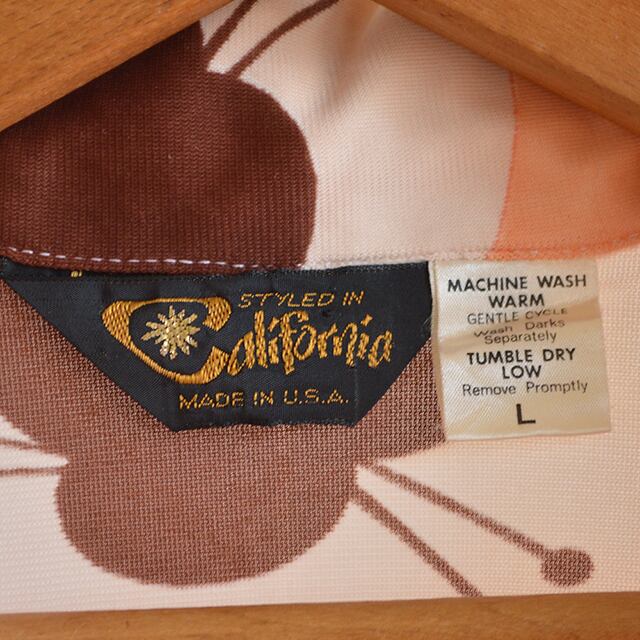 STYLED IN
California
MADE IN U.S.A.
MACHINE WASH
WARM
GENTLE CYCLE
Wash Darks
Separately
TUMBLE DRY
LOW
Remove Promptly
L